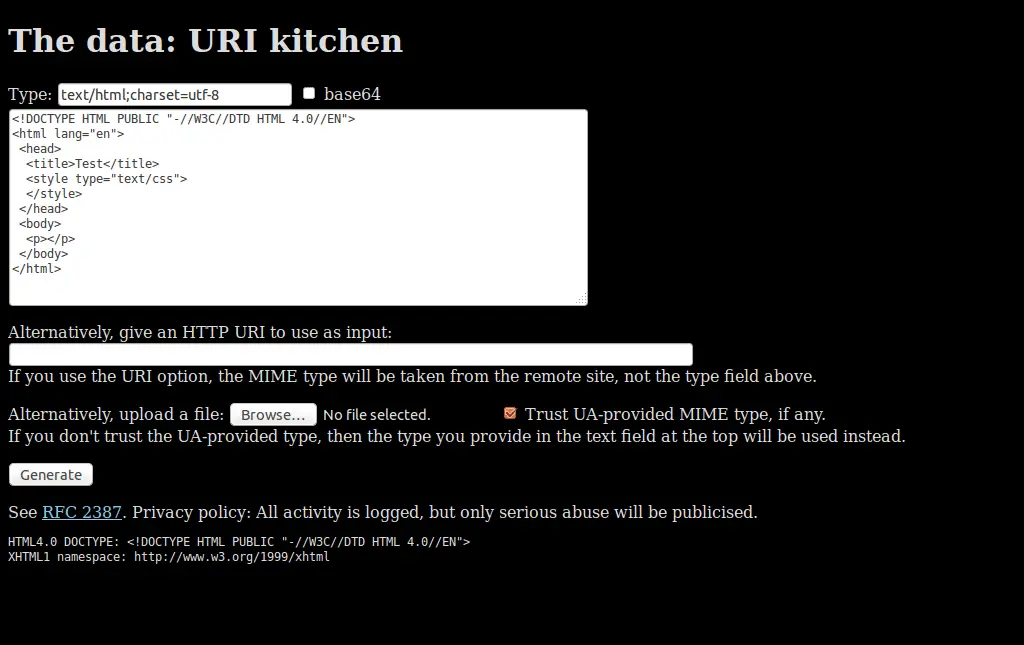 The data: URI kitchen
Type: text/html;charset=utf-8 base64
<!DOCTYPE HTML PUBLIC "-//W3C//DTD HTML 4.0//EN">
<html lang="en">
 <head>
  <title>Test</title>
  <style type="text/css">
  </style>
 </head>
 <body>
  <p></p>
 </body>
</html>
Alternatively, give an HTTP URI to use as input:
If you use the URI option, the MIME type will be taken from the remote site, not the type field above.
Alternatively, upload a file: Browse... No file selected. Trust UA-provided MIME type, if any.
If you don't trust the UA-provided type, then the type you provide in the text field at the top will be used instead.
Generate
See RFC 2387. Privacy policy: All activity is logged, but only serious abuse will be publicised.
HTML4.0 DOCTYPE: <!DOCTYPE HTML PUBLIC "-//W3C//DTD HTML 4.0//EN">
XHTML1 namespace: http://www.w3.org/1999/xhtml